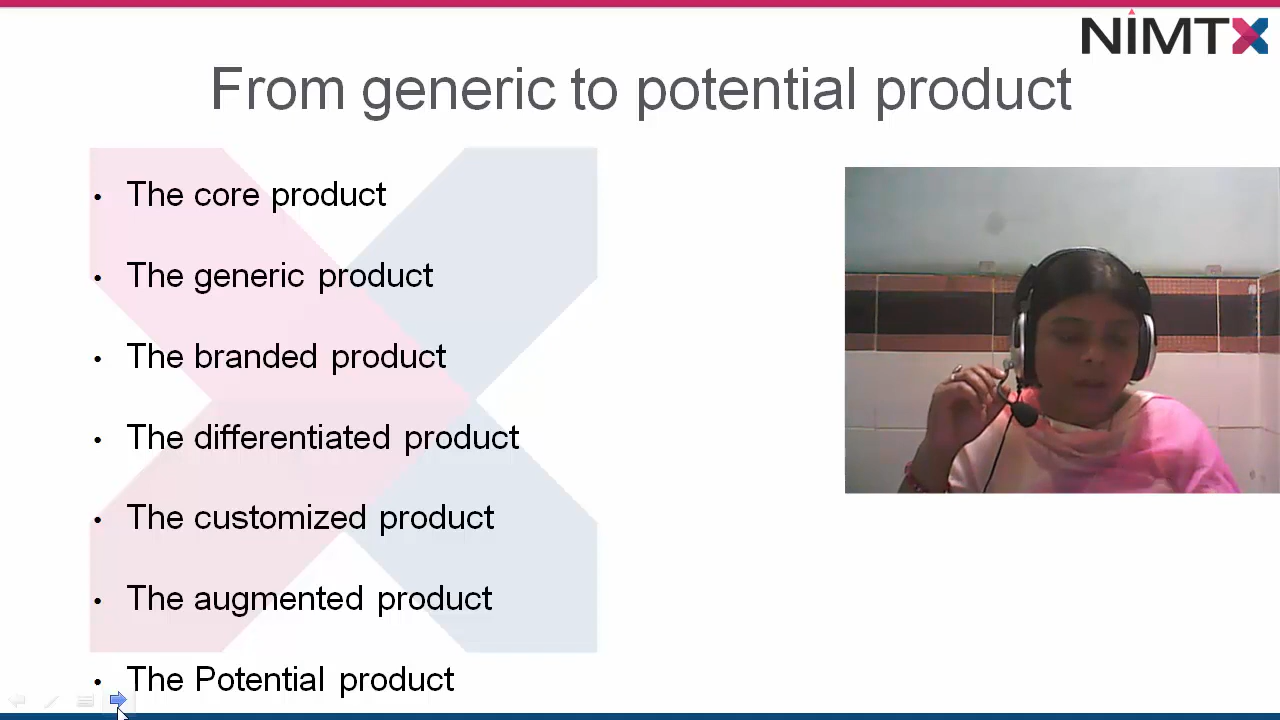 NIMTX
From generic to potential product
• The core product
• The generic product
• The branded product
• The differentiated product
• The customized product
• The augmented product
• The Potential product